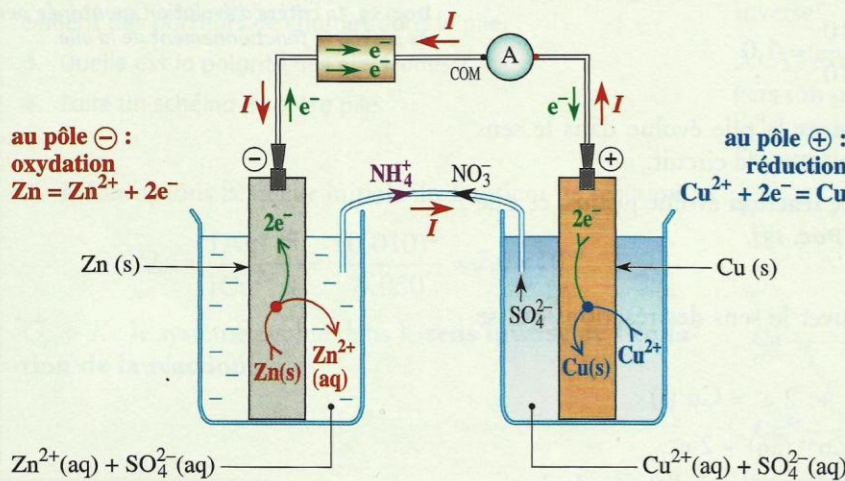 I
A
COM
e⁻
e⁻
I
e⁻
e⁻
I
au pôle ⊖ :
oxydation
Zn = Zn²⁺ + 2e⁻
⊖
⊕
au pôle ⊕ :
réduction
Cu²⁺ + 2e⁻ = Cu
NH₄⁺
NO₃⁻
I
2e⁻
2e⁻
Zn (s)
Cu (s)
SO₄²⁻
Zn²⁺
(aq)
Zn(s)
Cu(s)
Cu²⁺
Zn²⁺(aq) + SO₄²⁻(aq)
Cu²⁺(aq) + SO₄²⁻(aq)